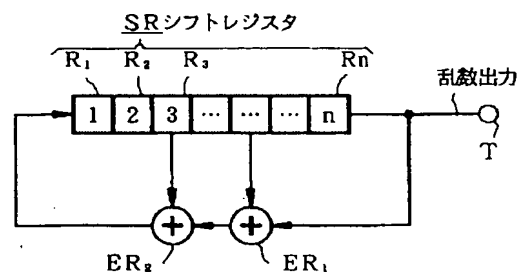 SRシフトレジスタ
R₁ R₂ R₃ Rn
1 2 3 … … … n
乱数出力
T
+ +
ER₂ ER₁